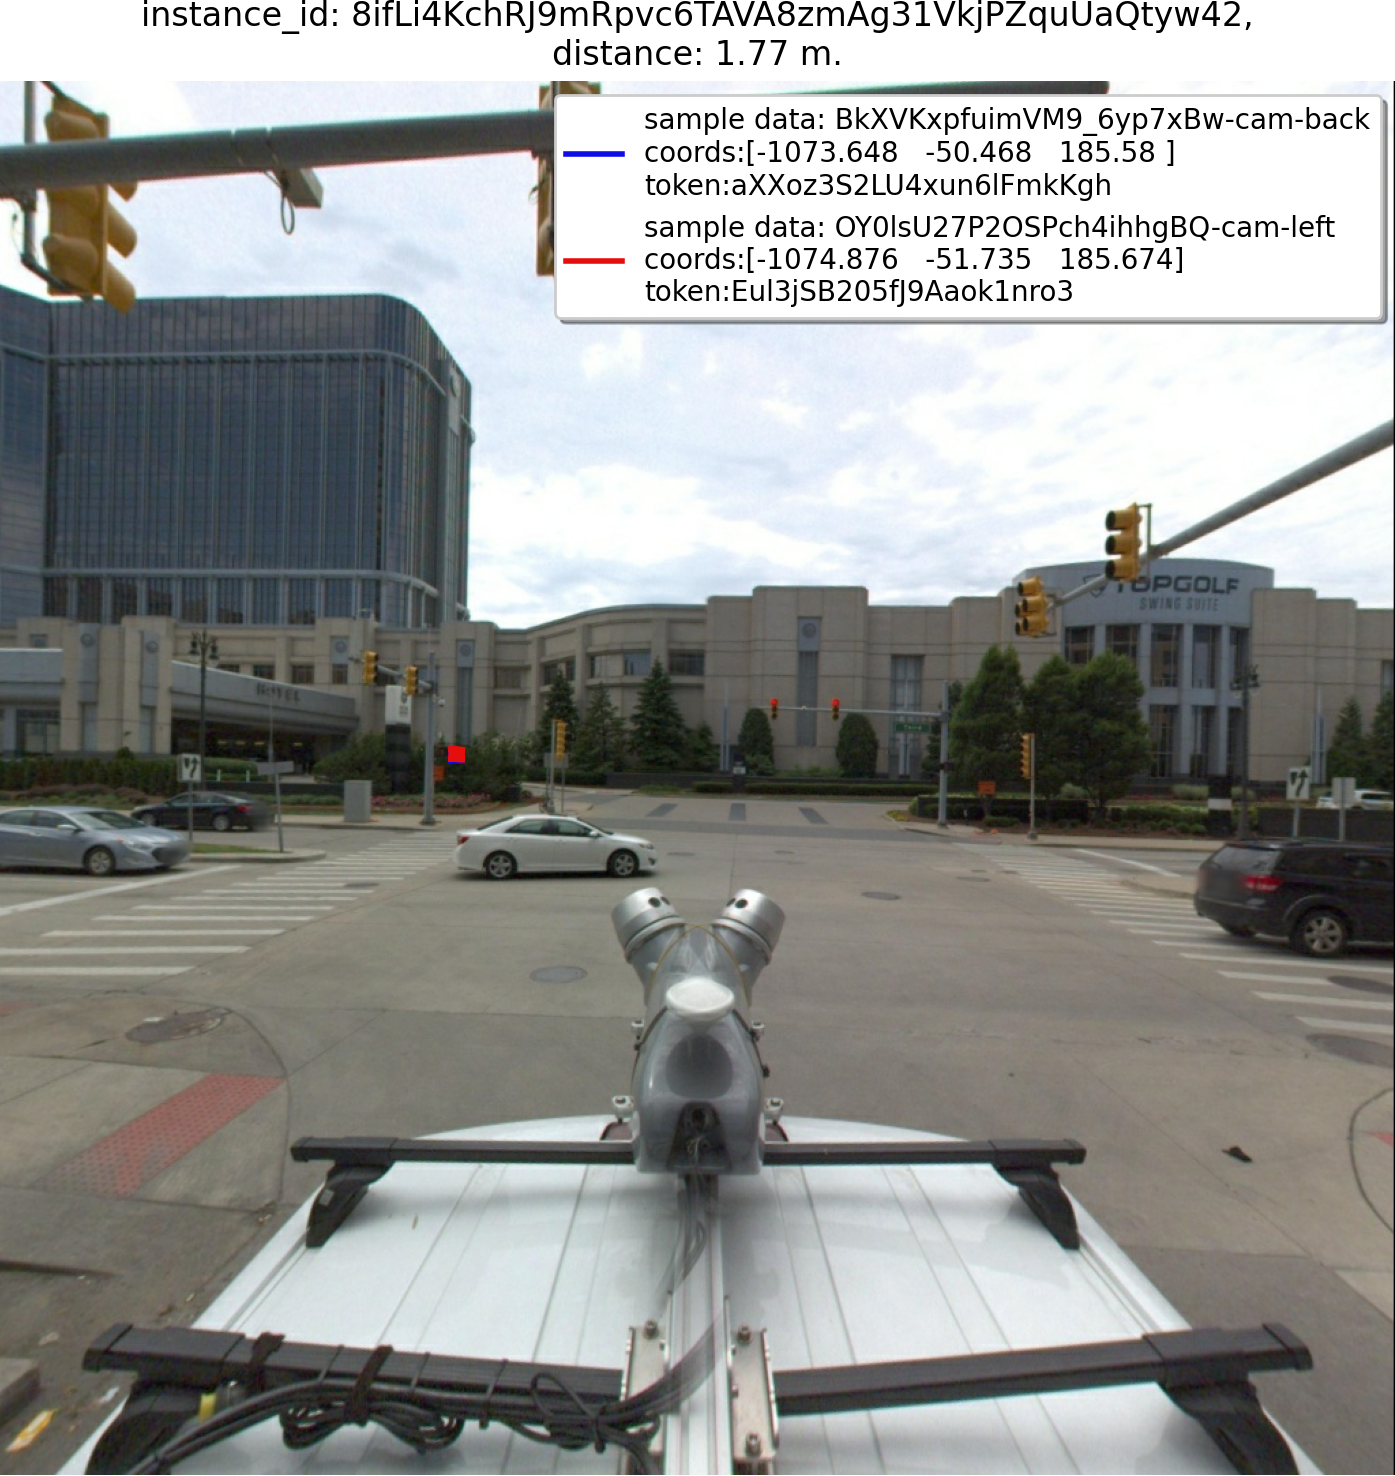 instance_id: 8ifLi4KchRJ9mRpvc6TAVA8zmAg31VkjPZquUaQtyw42,
distance: 1.77 m.
sample data: BkXVKxpfuimVM9_6yp7xBw-cam-back
coords:[-1073.648 -50.468 185.58 ]
token:aXXoz3S2LU4xun6lFmkKgh
sample data: OY0lsU27P2OSPch4ihhgBQ-cam-left
coords:[-1074.876 -51.735 185.674]
token:Eul3jSB205fJ9Aaok1nro3
TOPGOLF
SWING SUITE
HOTEL